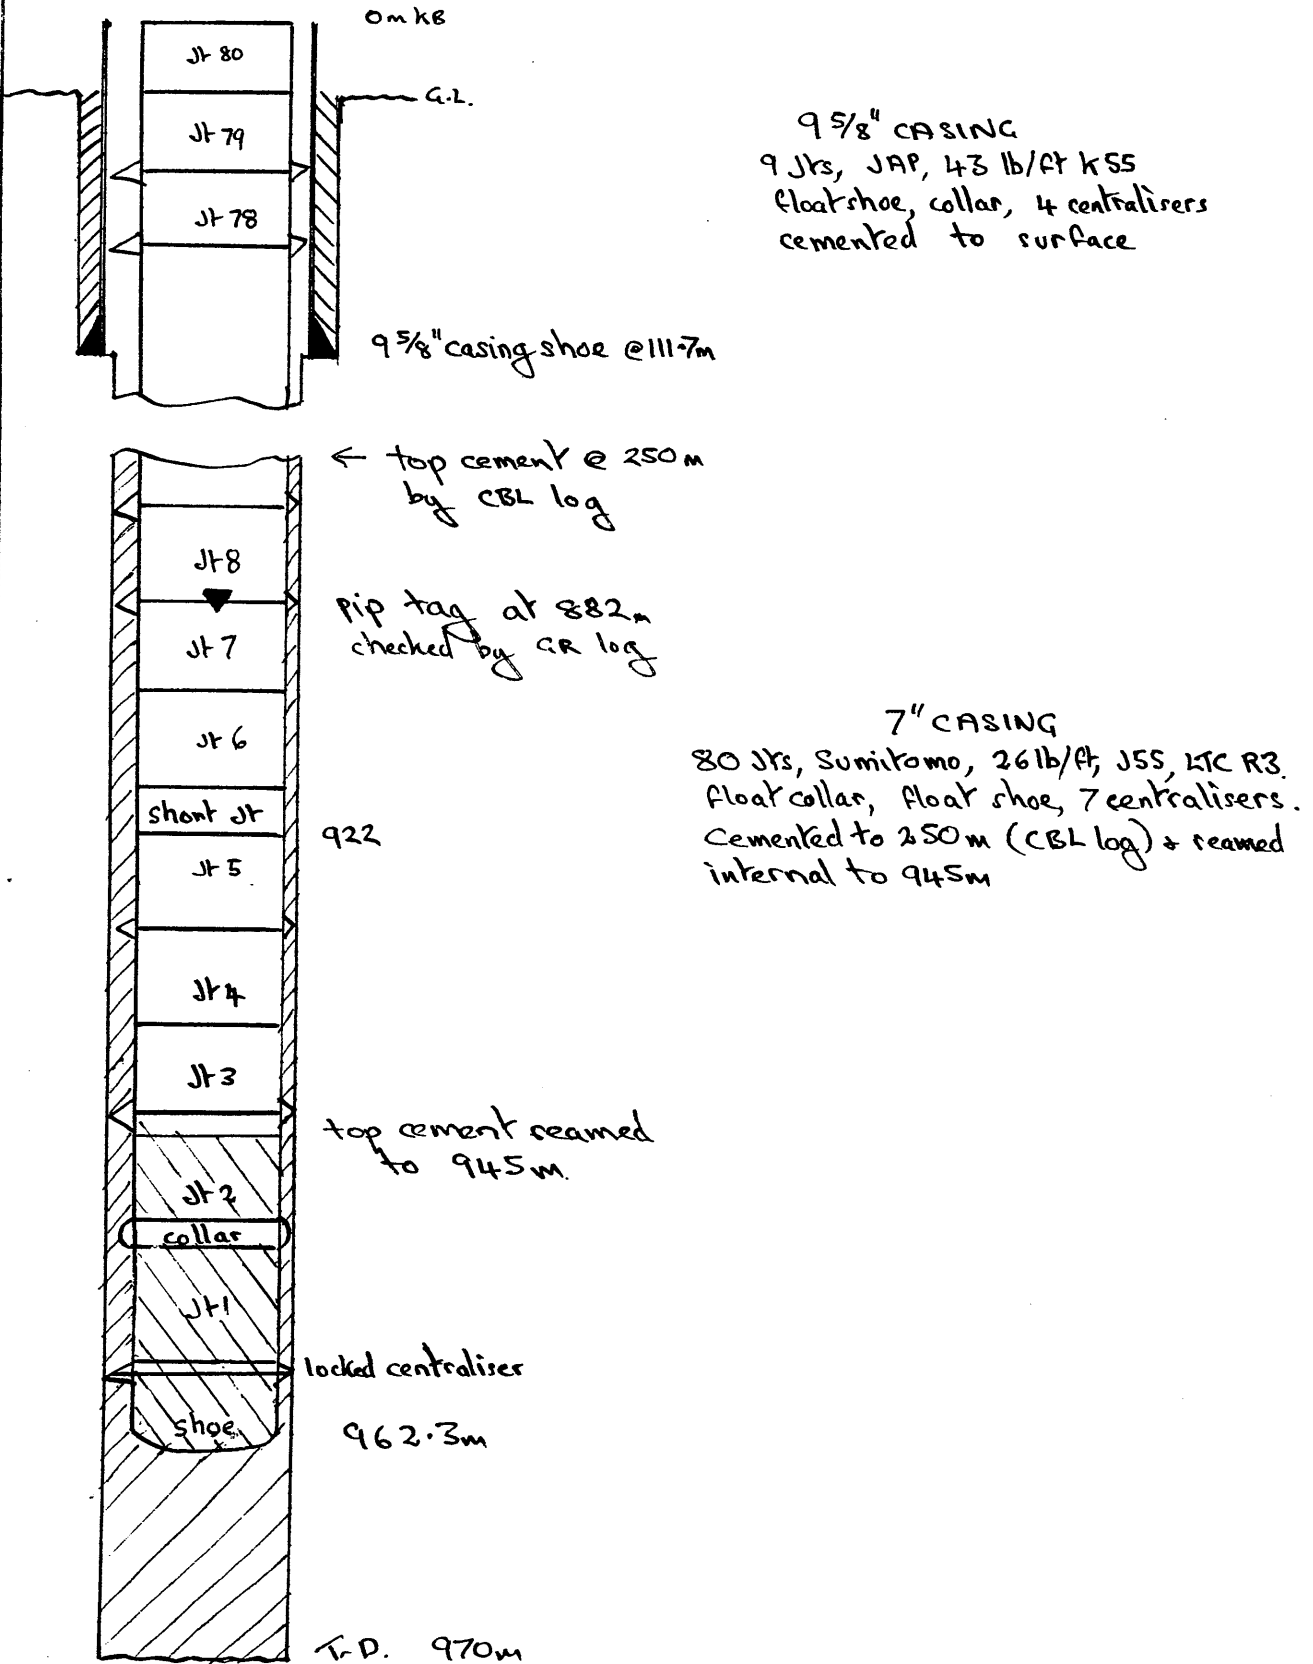 0m KB
Jt 80
G.L.
Jt 79
Jt 78
9 5/8" CASING
9 Jts, JAP, 43 lb/ft K55
float shoe, collar, 4 centralisers
cemented to surface
9 5/8" casing shoe @ 111.7m
← top cement @ 250m
by CBL log
Jt 8
pip tag at 882m
checked by GR log
Jt 7
Jt 6
7" CASING
80 Jts, Sumitomo, 26 lb/ft, J55, LTC R3.
float collar, float shoe, 7 centralisers.
Cemented to 250m (CBL log) & reamed
internal to 945m
short Jt
922
Jt 5
Jt 4
Jt 3
top cement reamed
to 945m.
Jt 2
collar
Jt 1
locked centraliser
shoe
962.3m
T.D. 970m